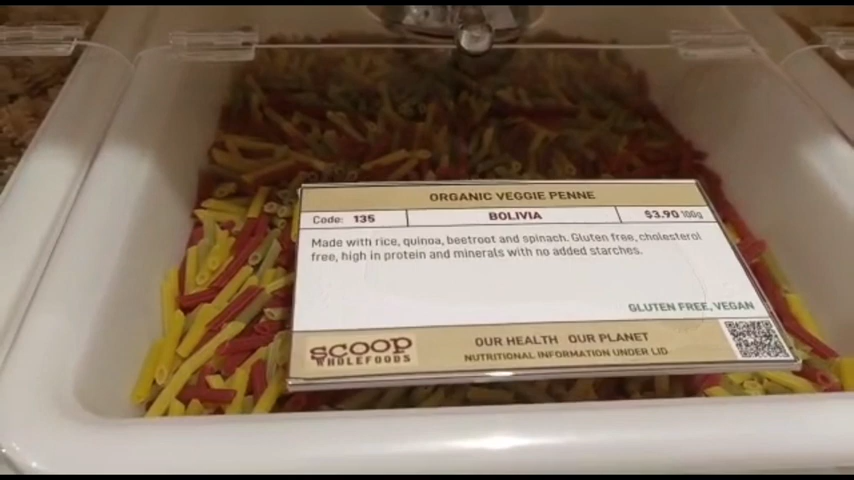 ORGANIC VEGGIE PENNE
Code: 135 BOLIVIA $3.90 100g
Made with rice, quinoa, beetroot and spinach. Gluten free, cholesterol
free, high in protein and minerals with no added starches.
GLUTEN FREE, VEGAN
SCOOP
WHOLEFOODS
OUR HEALTH OUR PLANET
NUTRITIONAL INFORMATION UNDER LID